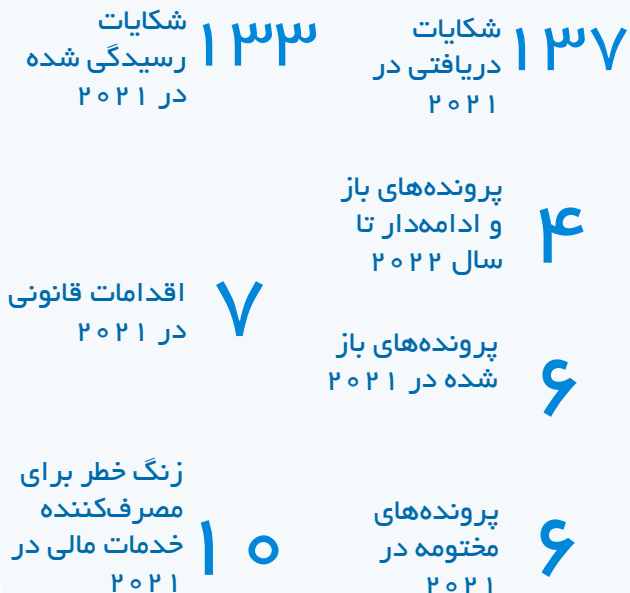 ۱۳۷
شکایات
دریافتی در
۲۰۲۱
۱۳۳
شکایات
رسیدگی شده
در ۲۰۲۱
۴
پرونده‌های باز
و ادامه‌دار تا
سال ۲۰۲۲
۷
اقدامات قانونی
در ۲۰۲۱
۶
پرونده‌های باز
شده در ۲۰۲۱
۶
پرونده‌های
مختومه در
۲۰۲۱
۱۰
زنگ خطر برای
مصرف‌کننده
خدمات مالی در
۲۰۲۱